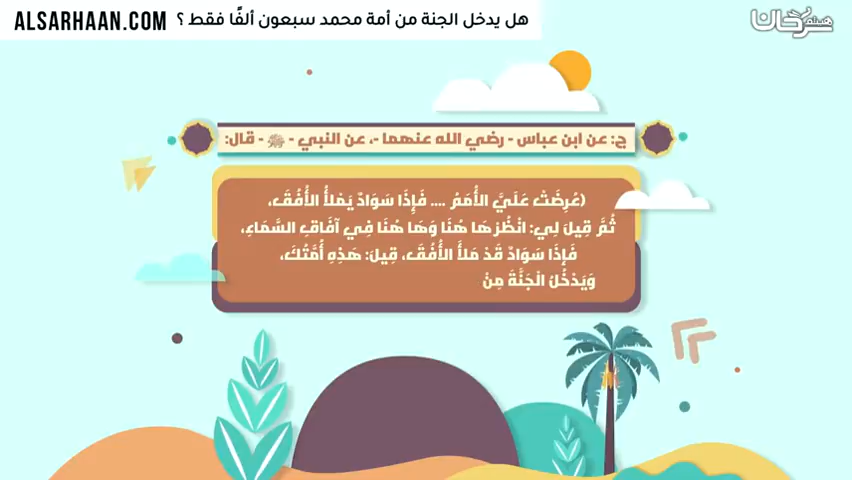 ALSARHAAN.COM
هل يدخل الجنة من أمة محمد سبعون ألفًا فقط ؟
هيثم سرحان
ج: عن ابن عباس - رضي الله عنهما -، عن النبي - ﷺ - قال:
(عُرِضَتْ عَلَيَّ الأُمَمُ .... فَإِذَا سَوَادٌ يَمْلَأُ الأُفُقَ،
ثُمَّ قِيلَ لِي: انْظُرْ هَا هُنَا وَهَا هُنَا فِي آفَاقِ السَّمَاءِ،
فَإِذَا سَوَادٌ قَدْ مَلَأَ الأُفُقَ، قِيلَ: هَذِهِ أُمَّتُكَ،
وَيَدْخُلُ الْجَنَّةَ مِنْ